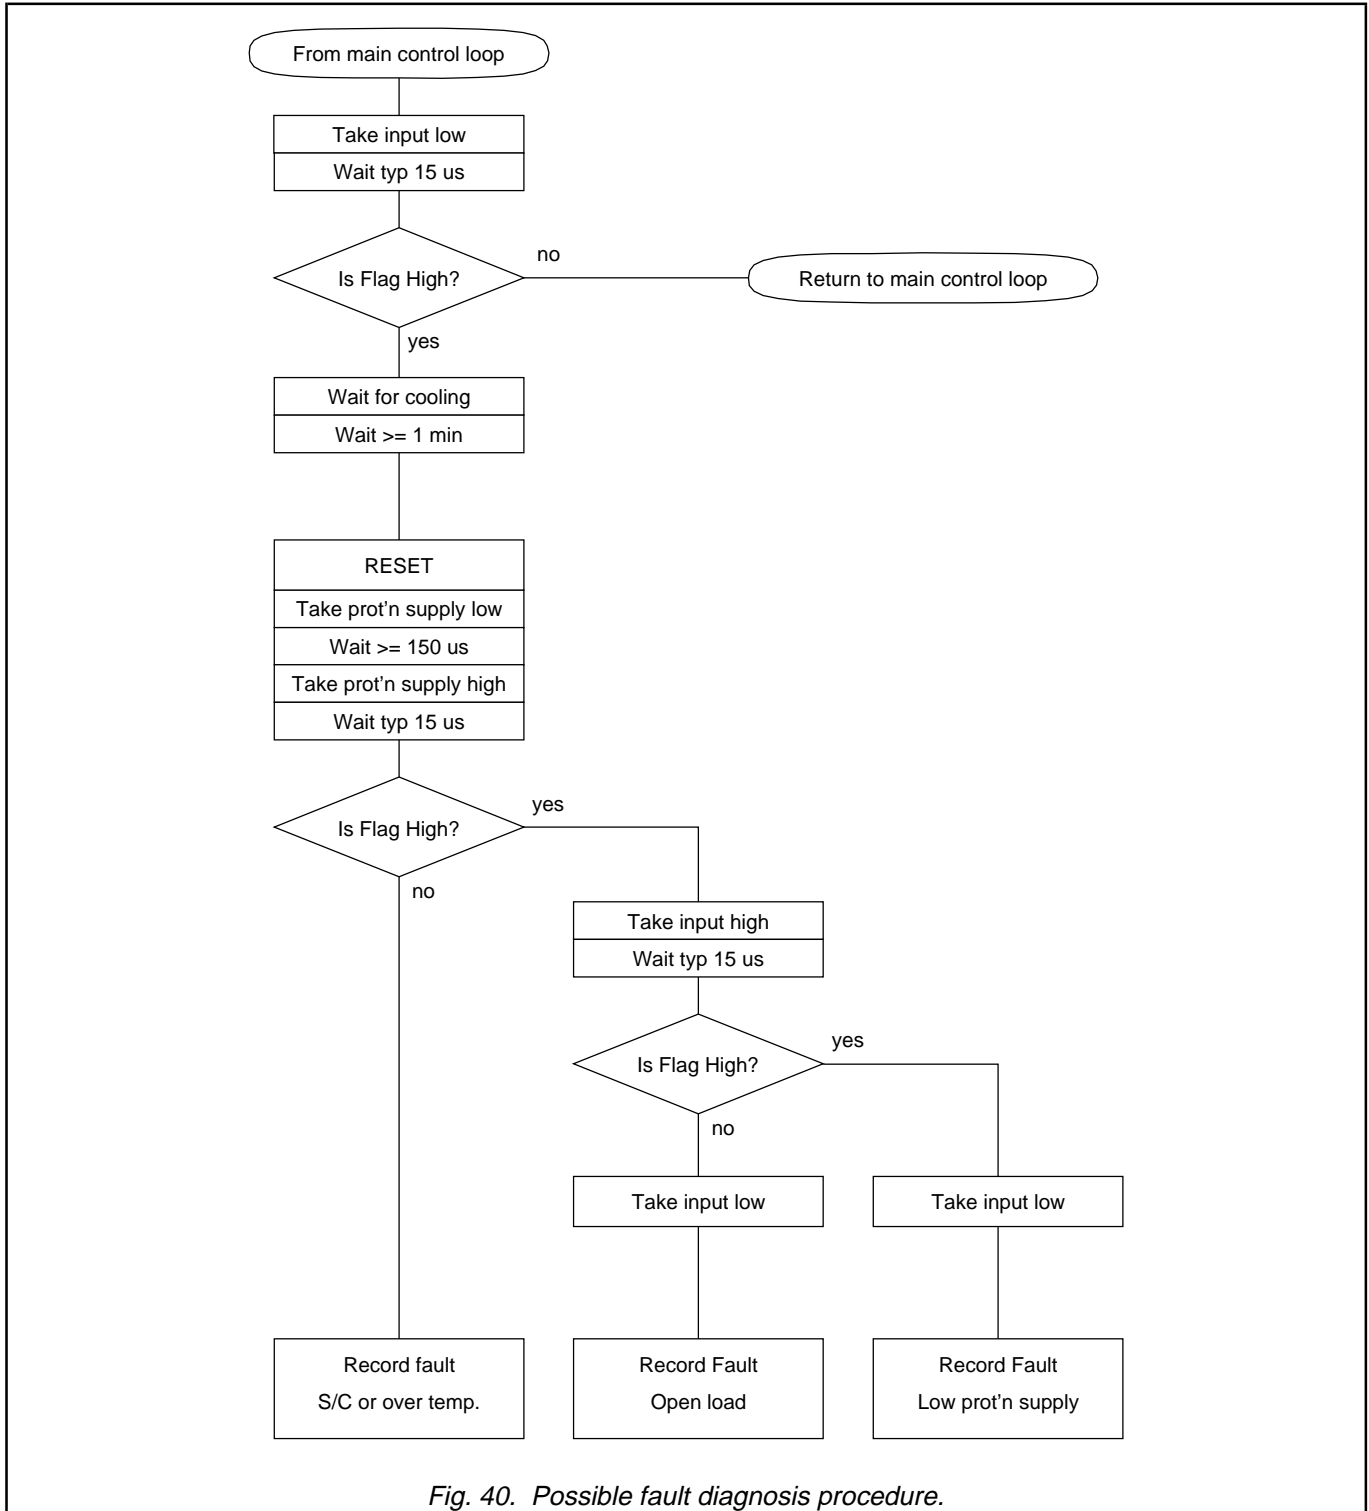 From main control loop
Take input low
Wait typ 15 us
Is Flag High?
no
Return to main control loop
yes
Wait for cooling
Wait >= 1 min
RESET
Take prot'n supply low
Wait >= 150 us
Take prot'n supply high
Wait typ 15 us
Is Flag High?
yes
no
Take input high
Wait typ 15 us
Is Flag High?
yes
no
Take input low
Take input low
Record fault
S/C or over temp.
Record Fault
Open load
Record Fault
Low prot'n supply
Fig. 40. Possible fault diagnosis procedure.